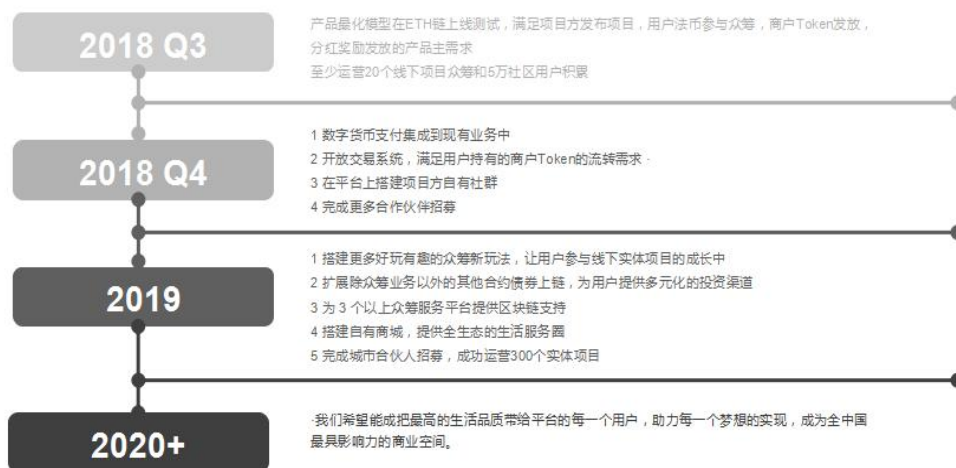 2018 Q3
产品最化模型在ETH链上线测试，满足项目方发布项目，用户法币参与众筹，商户Token发放，
分红奖励发放的产品主需求
至少运营20个线下项目众筹和5万社区用户积累
2018 Q4
1 数字货币支付集成到现有业务中
2 开放交易系统，满足用户持有的商户Token的流转需求 ·
3 在平台上搭建项目方自有社群
4 完成更多合作伙伴招募
2019
1 搭建更多好玩有趣的众筹新玩法，让用户参与线下实体项目的成长中
2 扩展除众筹业务以外的其他合约债券上链，为用户提供多元化的投资渠道
3 为 3 个以上众筹服务平台提供区块链支持
4 搭建自有商城，提供全生态的生活服务圈
5 完成城市合伙人招募，成功运营300个实体项目
2020+
·我们希望能成把最高的生活品质带给平台的每一个用户，助力每一个梦想的实现，成为全中国
最具影响力的商业空间。